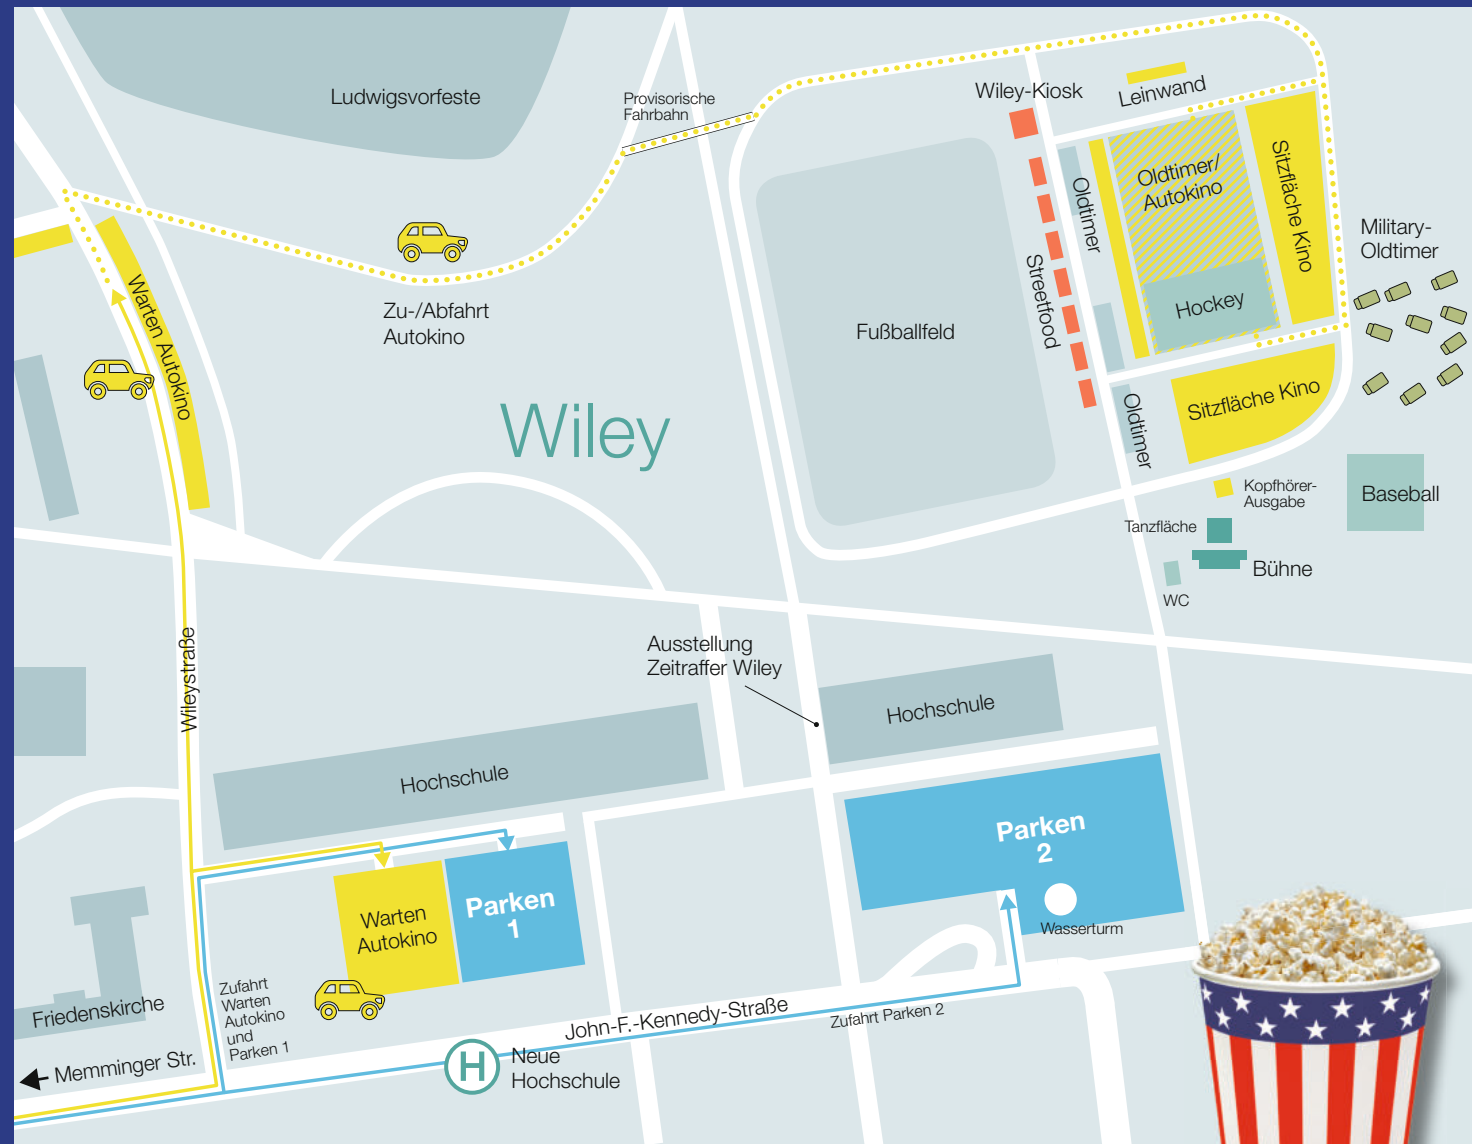 Ludwigsvorfeste
Provisorische
Fahrbahn
Wiley-Kiosk
Leinwand
Oldtimer/
Autokino
Sitzfläche Kino
Oldtimer
Military-
Oldtimer
Streetfood
Hockey
Warten Autokino
Zu-/Abfahrt
Autokino
Fußballfeld
Wiley
Sitzfläche Kino
Oldtimer
Kopfhörer-
Ausgabe
Baseball
Tanzfläche
Bühne
WC
Wileystraße
Ausstellung
Zeitraffer Wiley
Hochschule
Hochschule
Parken
2
Warten
Autokino
Parken
1
Wasserturm
Friedenskirche
Zufahrt
Warten
Autokino
und
Parken 1
John-F.-Kennedy-Straße
Zufahrt Parken 2
Memminger Str.
H
Neue
Hochschule